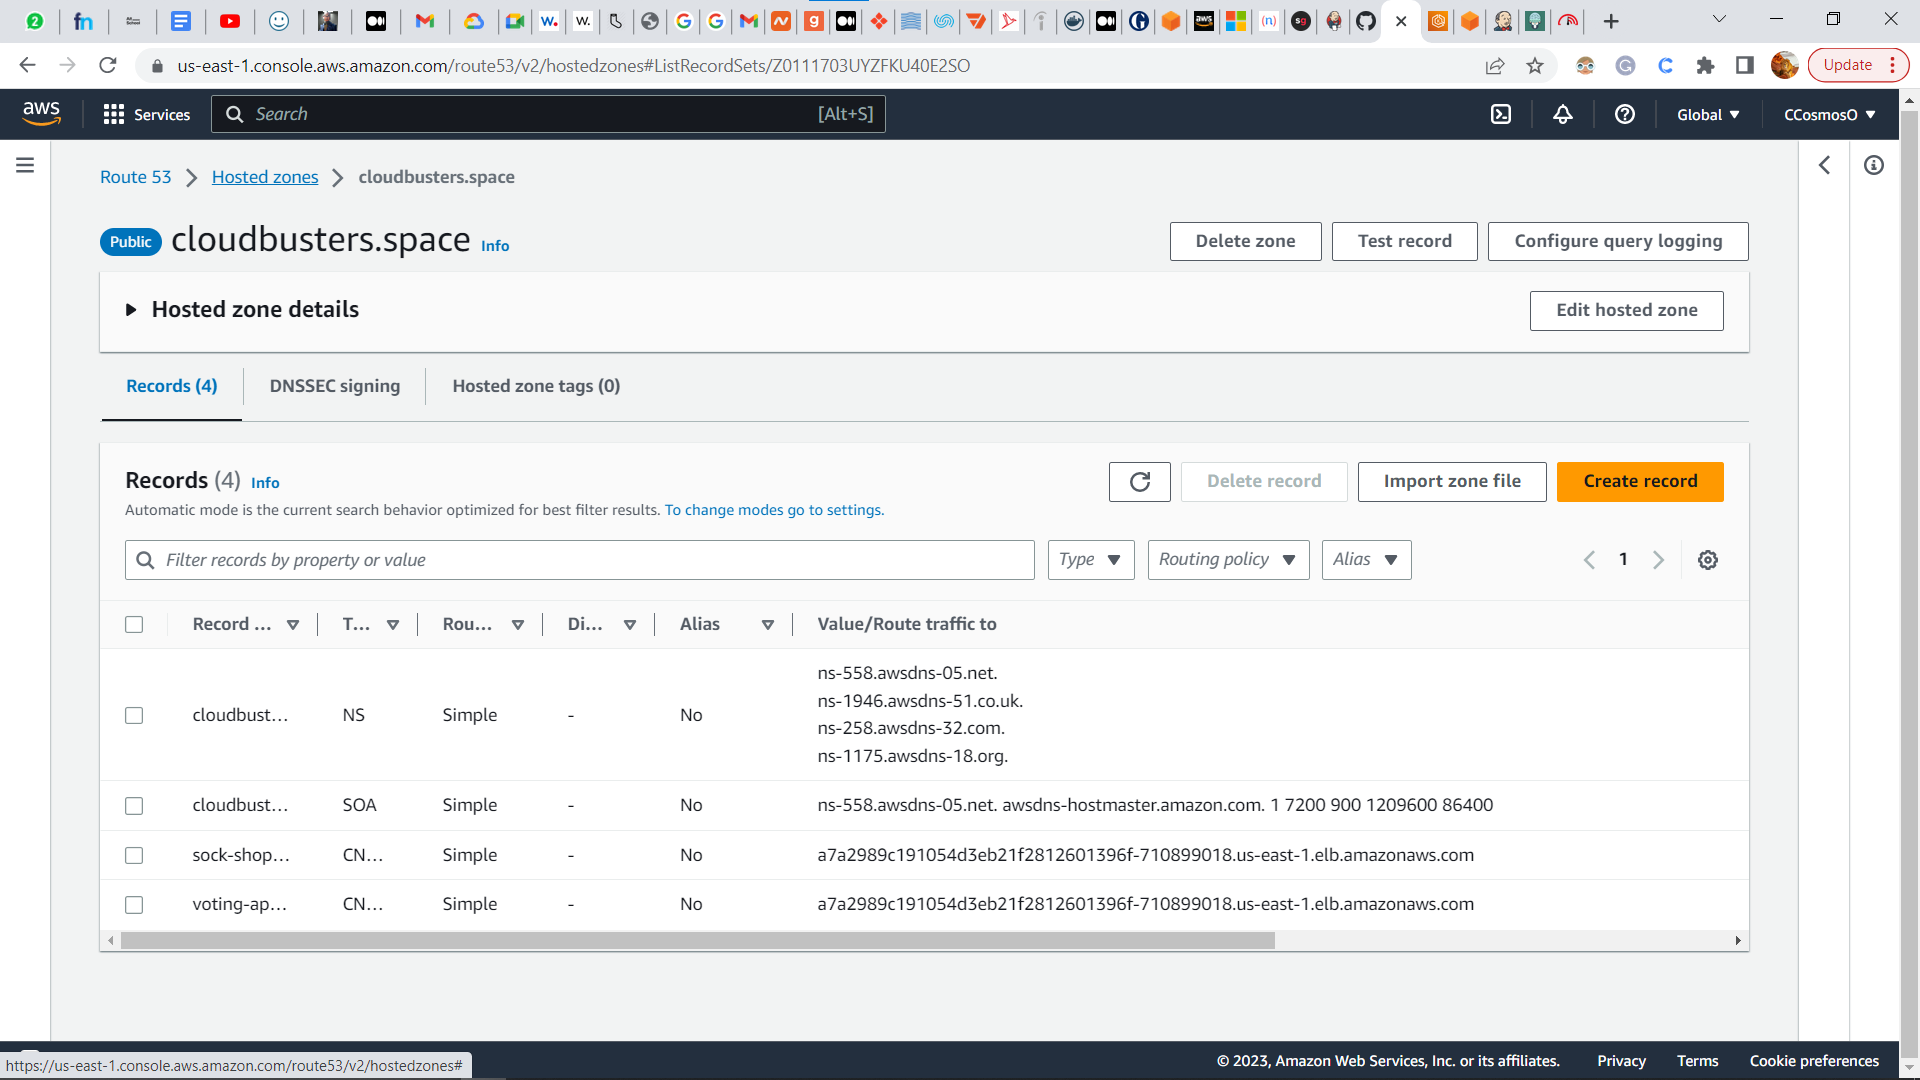 us-east-1.console.aws.amazon.com/route53/v2/hostedzones#ListRecordSets/Z0111703UYZFKU40E2SO
Update
aws
Services
Search
[Alt+S]
Global
CCosmosO
Route 53
Hosted zones
cloudbusters.space
Public
cloudbusters.space
Info
Delete zone
Test record
Configure query logging
Hosted zone details
Edit hosted zone
Records (4)
DNSSEC signing
Hosted zone tags (0)
Records (4) Info
Delete record
Import zone file
Create record
Automatic mode is the current search behavior optimized for best filter results. To change modes go to settings.
Filter records by property or value
Type
Routing policy
Alias
1
Record ... T... Rou... Di... Alias Value/Route traffic to
cloudbust... NS Simple - No
ns-558.awsdns-05.net.
ns-1946.awsdns-51.co.uk.
ns-258.awsdns-32.com.
ns-1175.awsdns-18.org.
cloudbust... SOA Simple - No ns-558.awsdns-05.net. awsdns-hostmaster.amazon.com. 1 7200 900 1209600 86400
sock-shop... CN... Simple - No a7a2989c191054d3eb21f2812601396f-710899018.us-east-1.elb.amazonaws.com
voting-ap... CN... Simple - No a7a2989c191054d3eb21f2812601396f-710899018.us-east-1.elb.amazonaws.com
https://us-east-1.console.aws.amazon.com/route53/v2/hostedzones#
© 2023, Amazon Web Services, Inc. or its affiliates.
Privacy
Terms
Cookie preferences